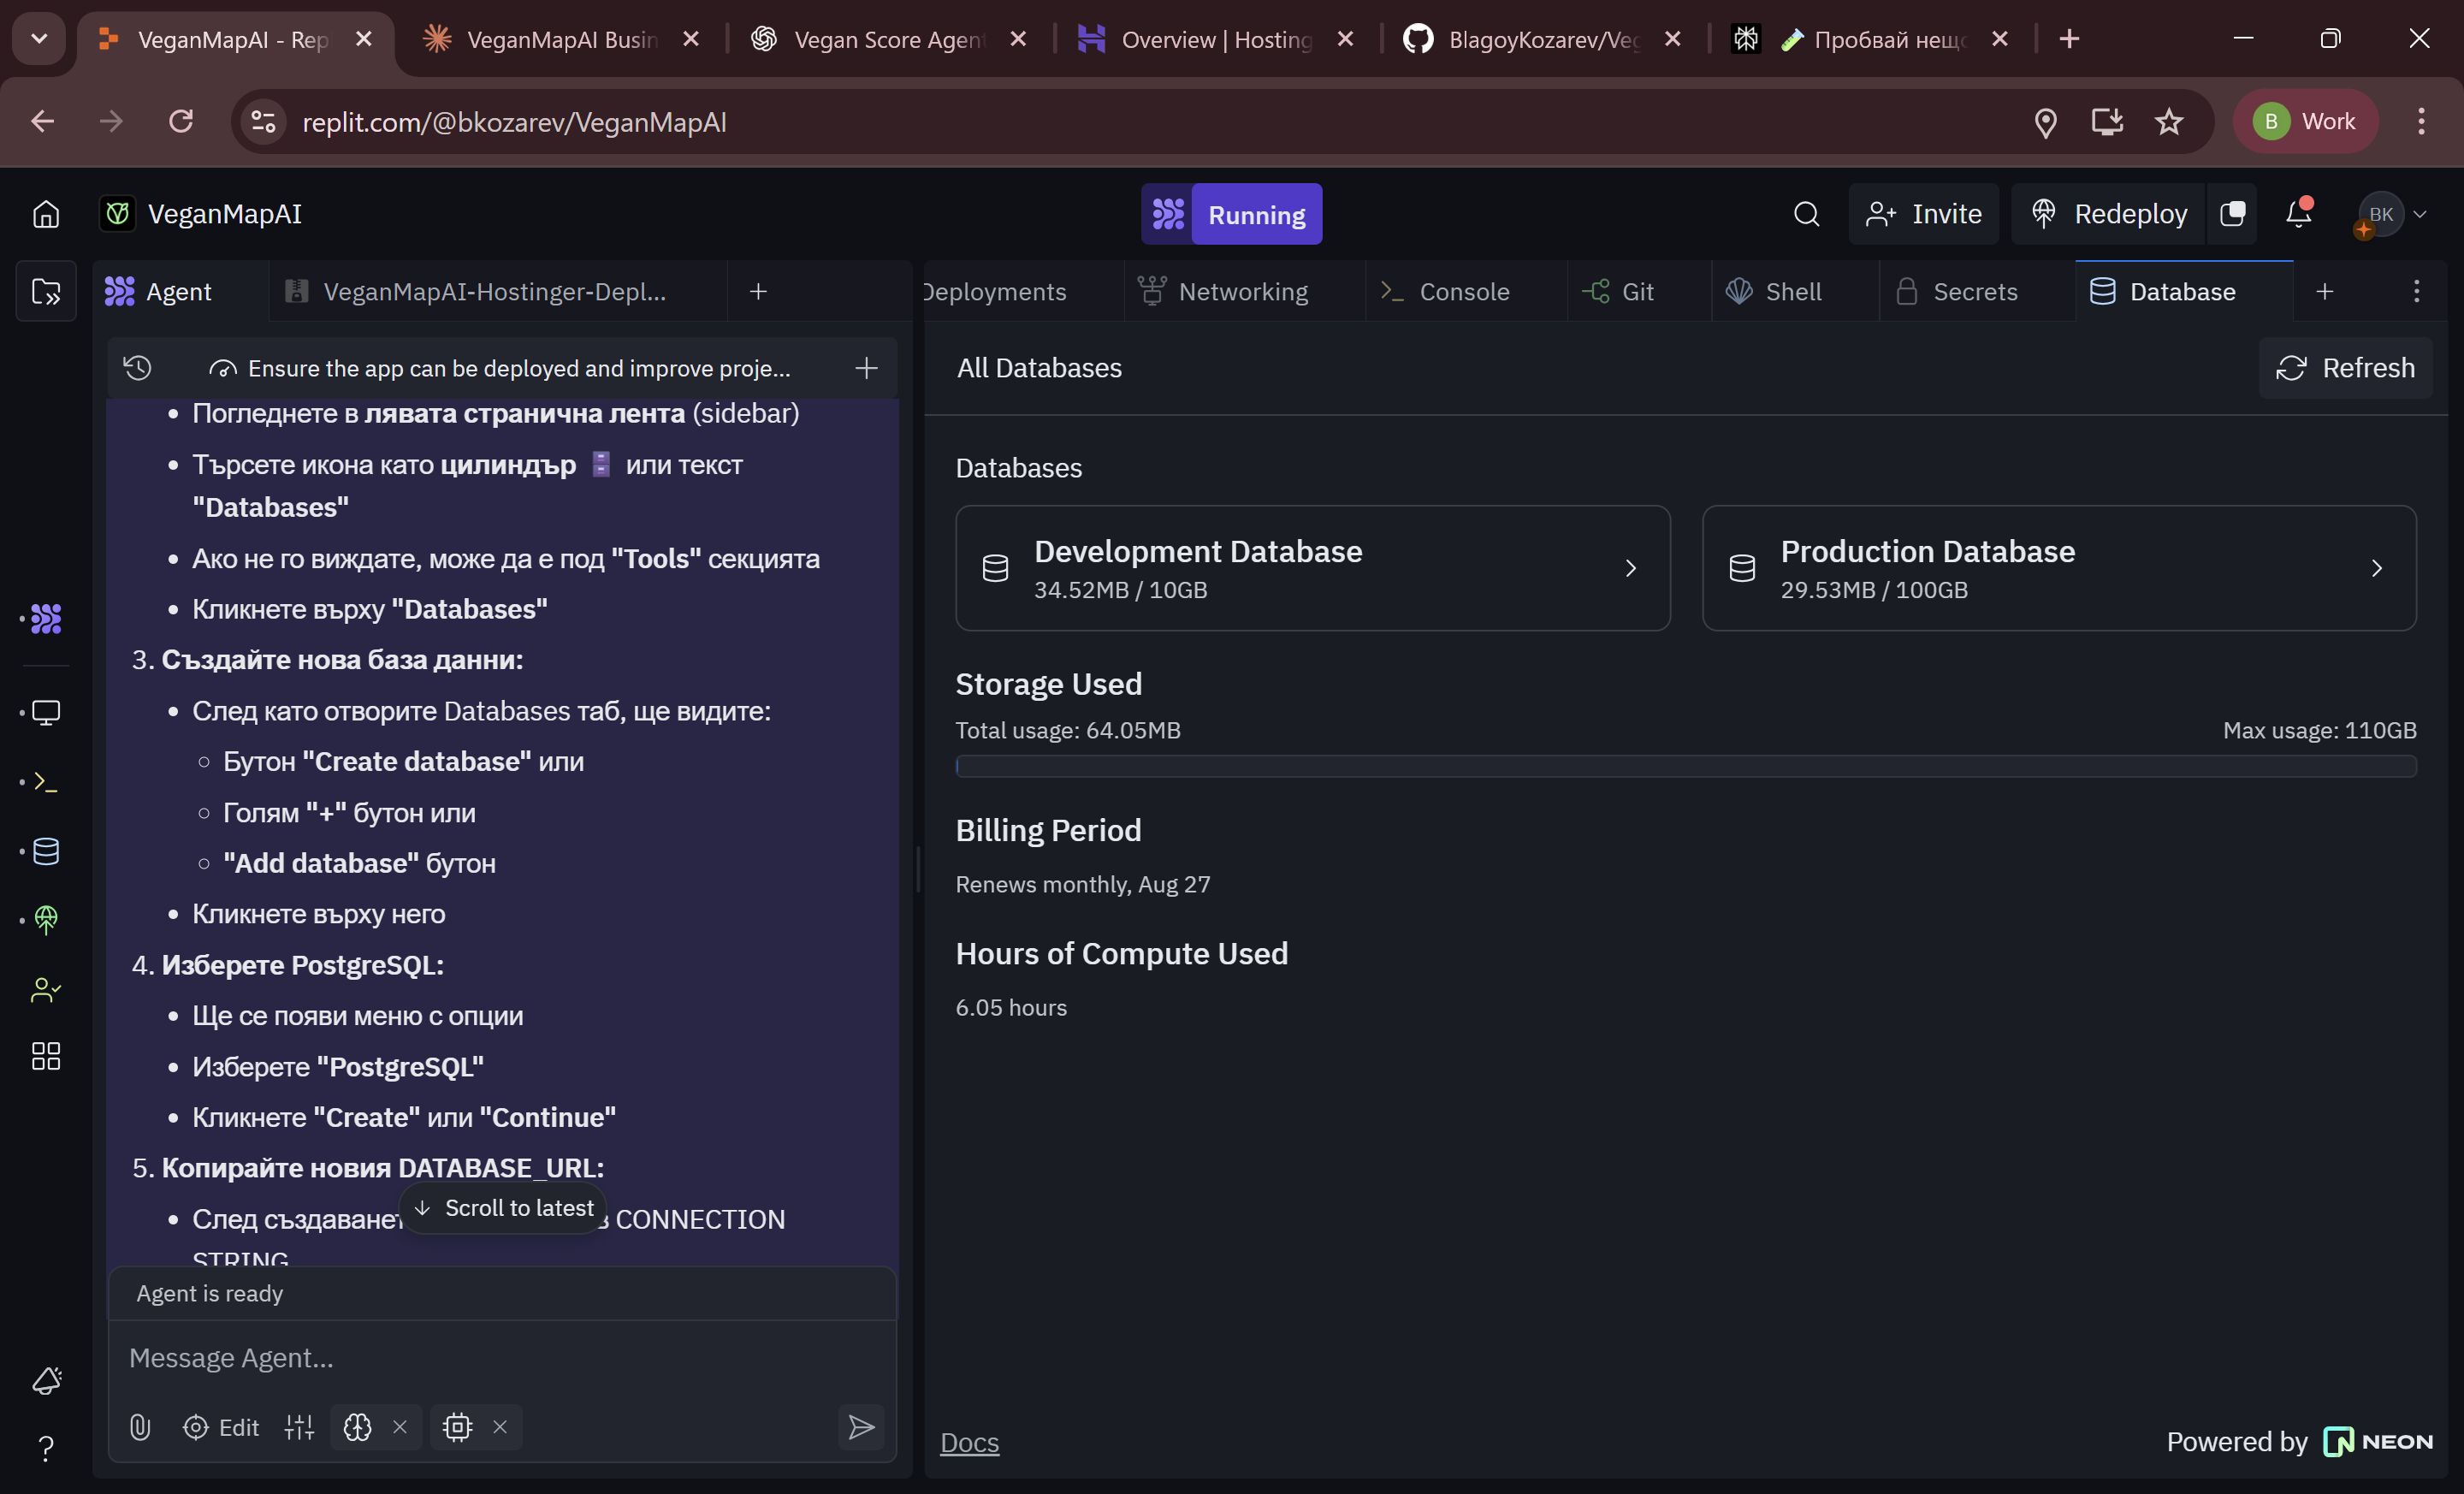 VeganMapAI - Rep
VeganMapAI Busin
Vegan Score Agent
Overview | Hosting
BlagoyKozarev/Veg
Пробвай нещо
replit.com/@bkozarev/VeganMapAI
B
Work
VeganMapAI
Running
Invite
Redeploy
BK
Agent
VeganMapAI-Hostinger-Depl...
Deployments
Networking
Console
Git
Shell
Secrets
Database
Ensure the app can be deployed and improve proje...
Погледнете в лявата странична лента (sidebar)
Търсете икона като цилиндър 🗄️ или текст
"Databases"
Ако не го виждате, може да е под "Tools" секцията
Кликнете върху "Databases"
3. Създайте нова база данни:
След като отворите Databases таб, ще видите:
Бутон "Create database" или
Голям "+" бутон или
"Add database" бутон
Кликнете върху него
4. Изберете PostgreSQL:
Ще се появи меню с опции
Изберете "PostgreSQL"
Кликнете "Create" или "Continue"
5. Копирайте новия DATABASE_URL:
След създаванет
CONNECTION
STRING
Scroll to latest
Agent is ready
Message Agent...
Edit
All Databases
Refresh
Databases
Development Database
34.52MB / 10GB
Production Database
29.53MB / 100GB
Storage Used
Total usage: 64.05MB
Max usage: 110GB
Billing Period
Renews monthly, Aug 27
Hours of Compute Used
6.05 hours
Docs
Powered by NEON